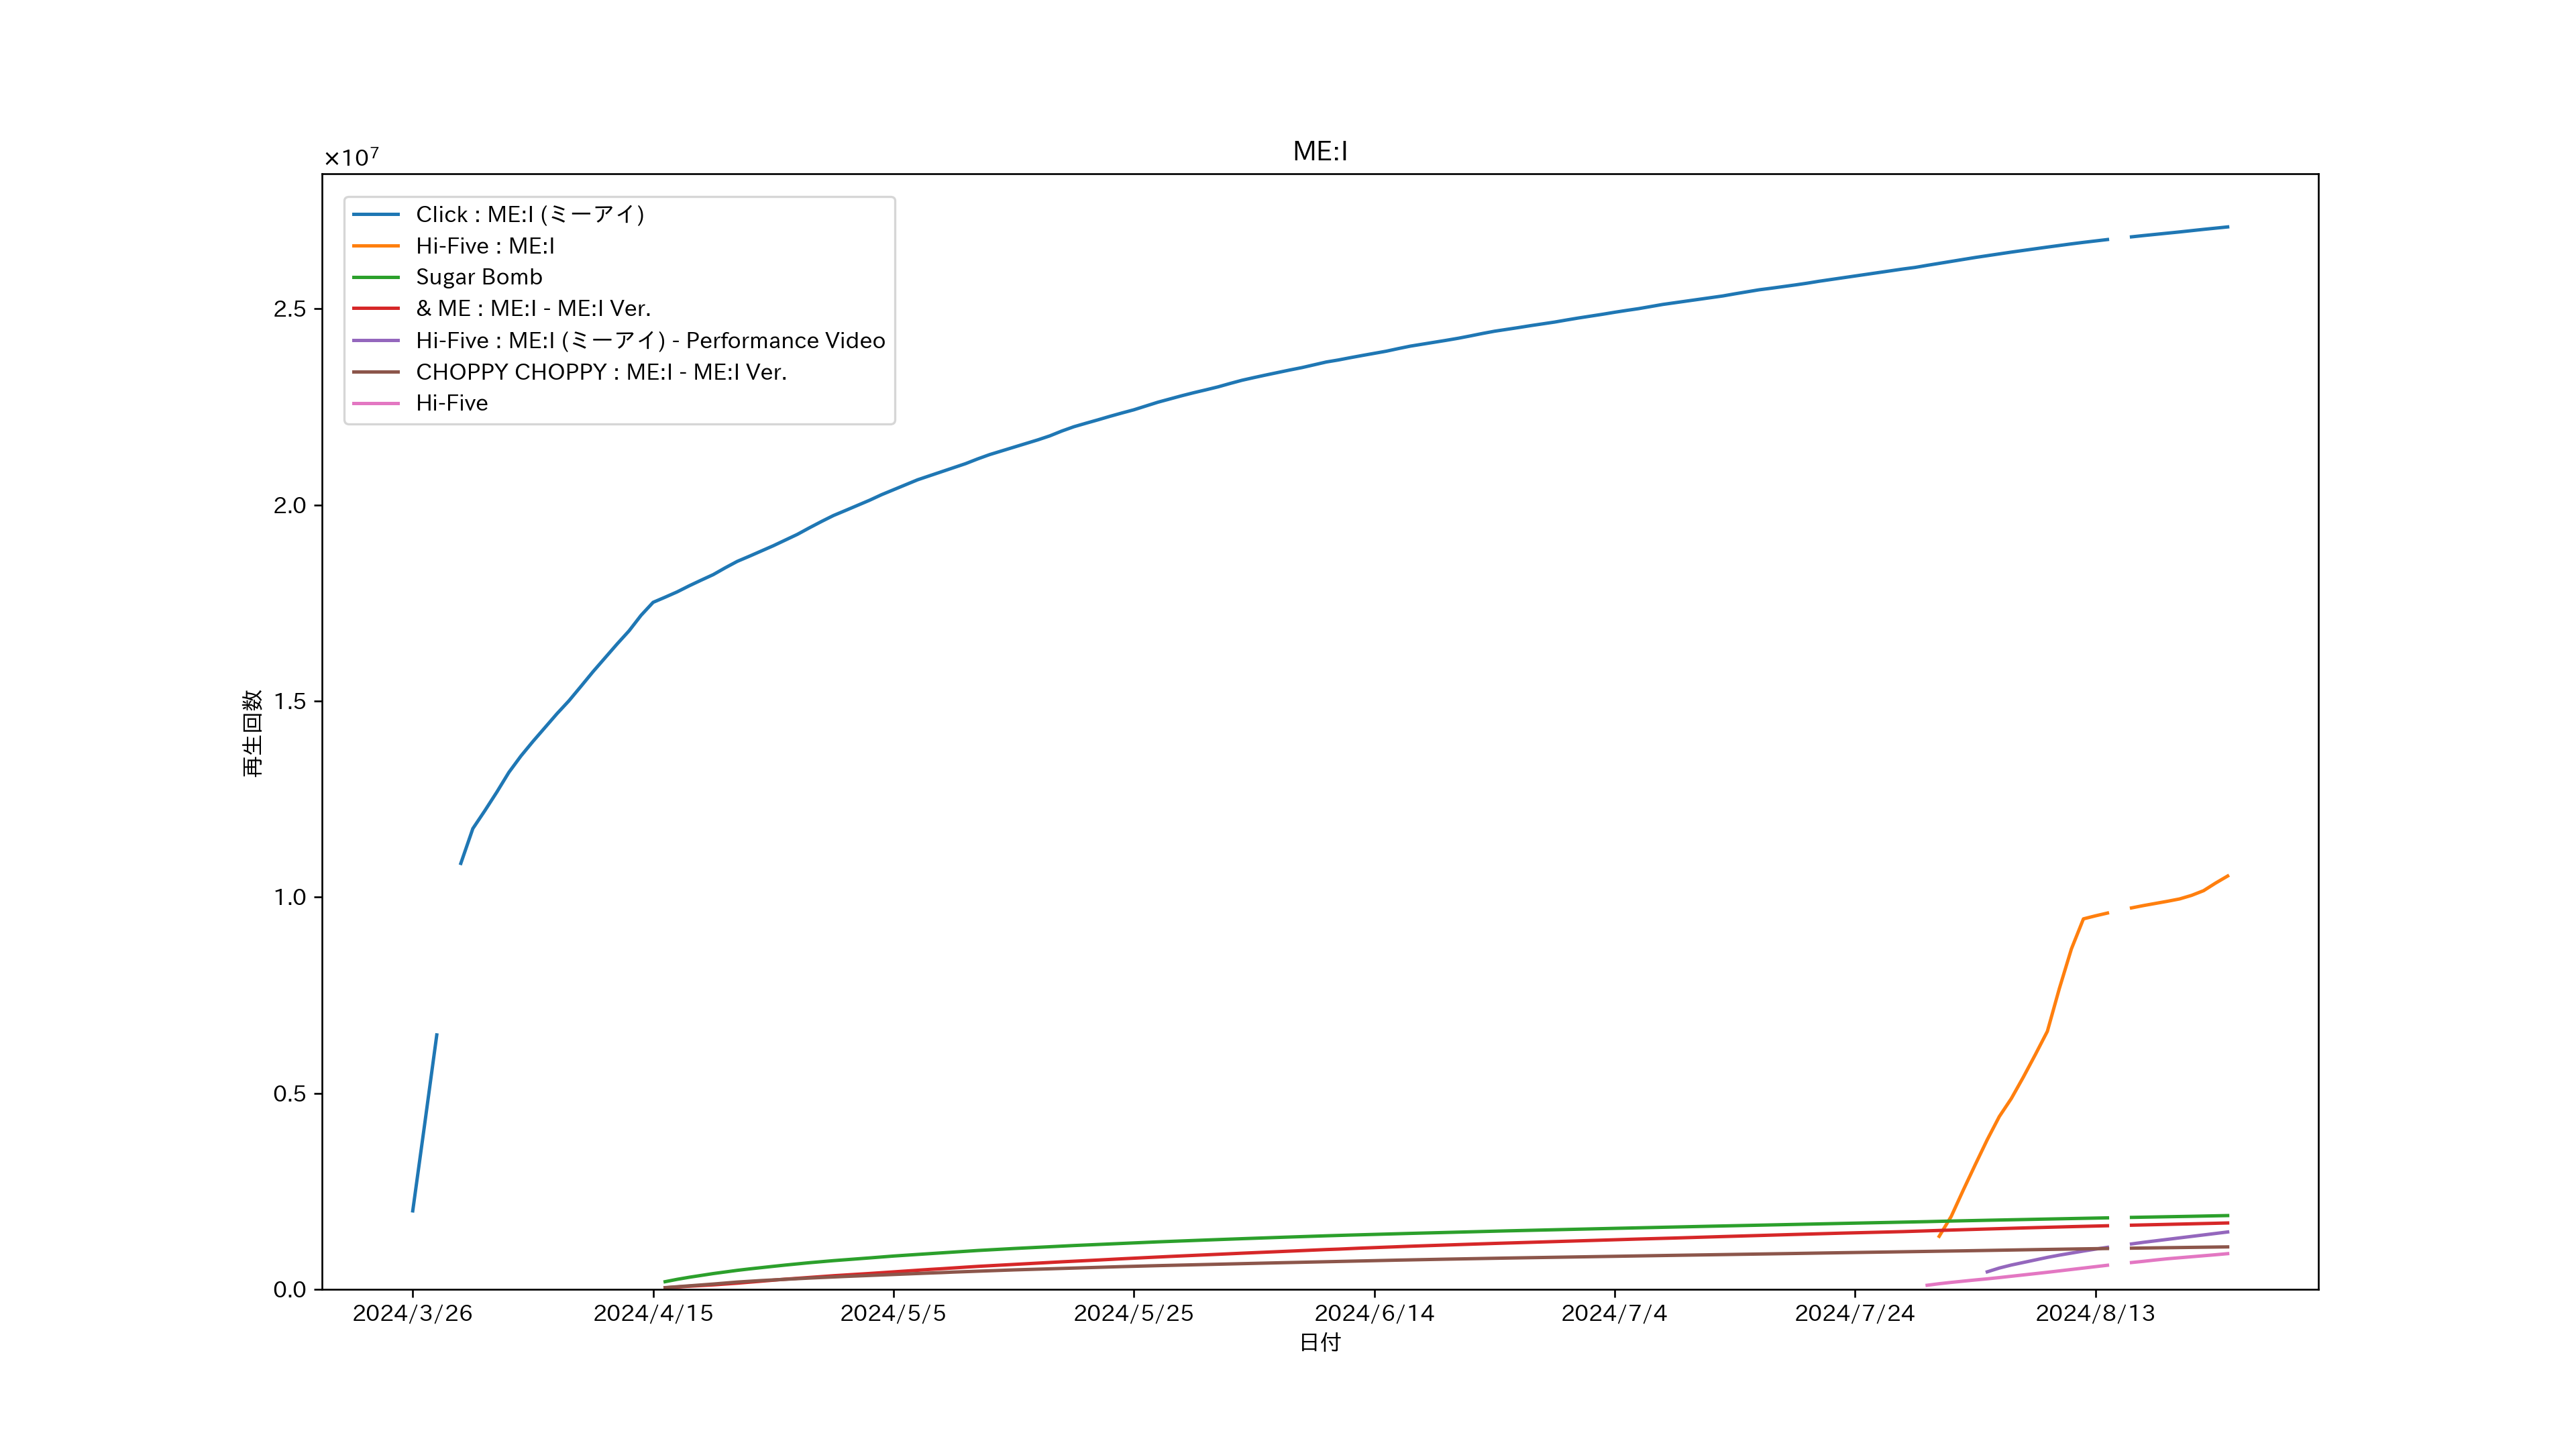 ME:I
×10⁷
Click : ME:I (ミーアイ)
Hi-Five : ME:I
Sugar Bomb
& ME : ME:I - ME:I Ver.
Hi-Five : ME:I (ミーアイ) - Performance Video
CHOPPY CHOPPY : ME:I - ME:I Ver.
Hi-Five
2.5
2.0
1.5
1.0
0.5
0.0
再生回数
2024/3/26 2024/4/15 2024/5/5 2024/5/25 2024/6/14 2024/7/4 2024/7/24 2024/8/13
日付